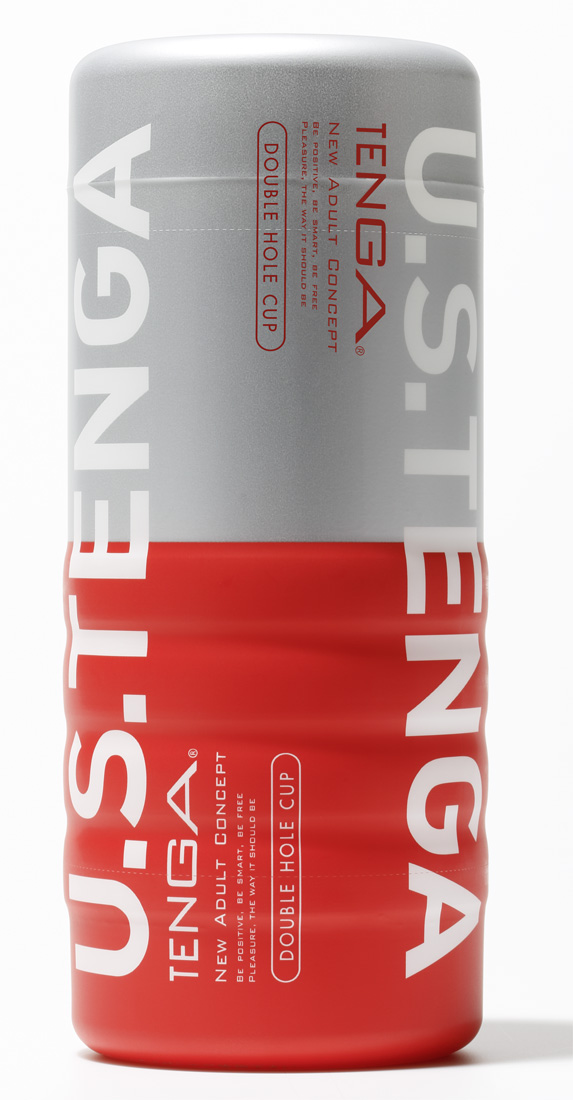 U.S.TENGA
TENGA®
New Adult Concept
Be positive, be smart, be free
Pleasure, the way it should be
DOUBLE HOLE CUP
U.S.TENGA
TENGA®
New Adult Concept
Be positive, be smart, be free
Pleasure, the way it should be
DOUBLE HOLE CUP